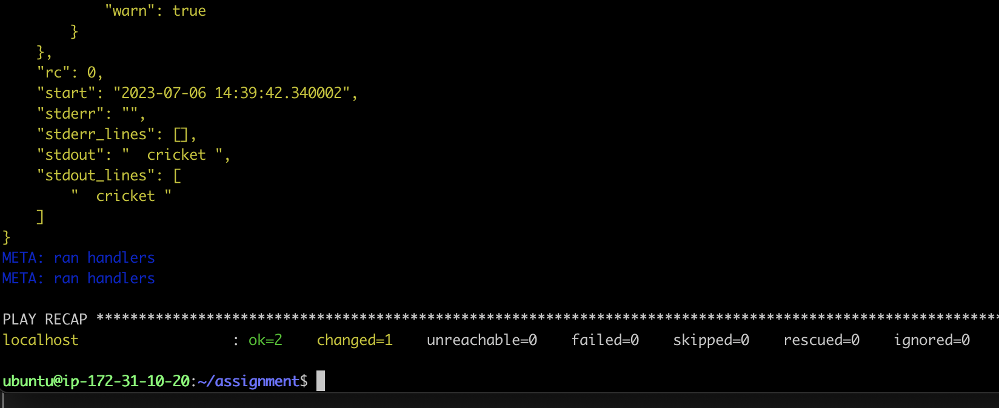 "warn": true
}
},
"rc": 0,
"start": "2023-07-06 14:39:42.340002",
"stderr": "",
"stderr_lines": [],
"stdout": "  cricket ",
"stdout_lines": [
"  cricket "
]
}
META: ran handlers
META: ran handlers
PLAY RECAP **********************************************************************************************************
localhost                  : ok=2    changed=1    unreachable=0    failed=0    skipped=0    rescued=0    ignored=0
ubuntu@ip-172-31-10-20:~/assignment$